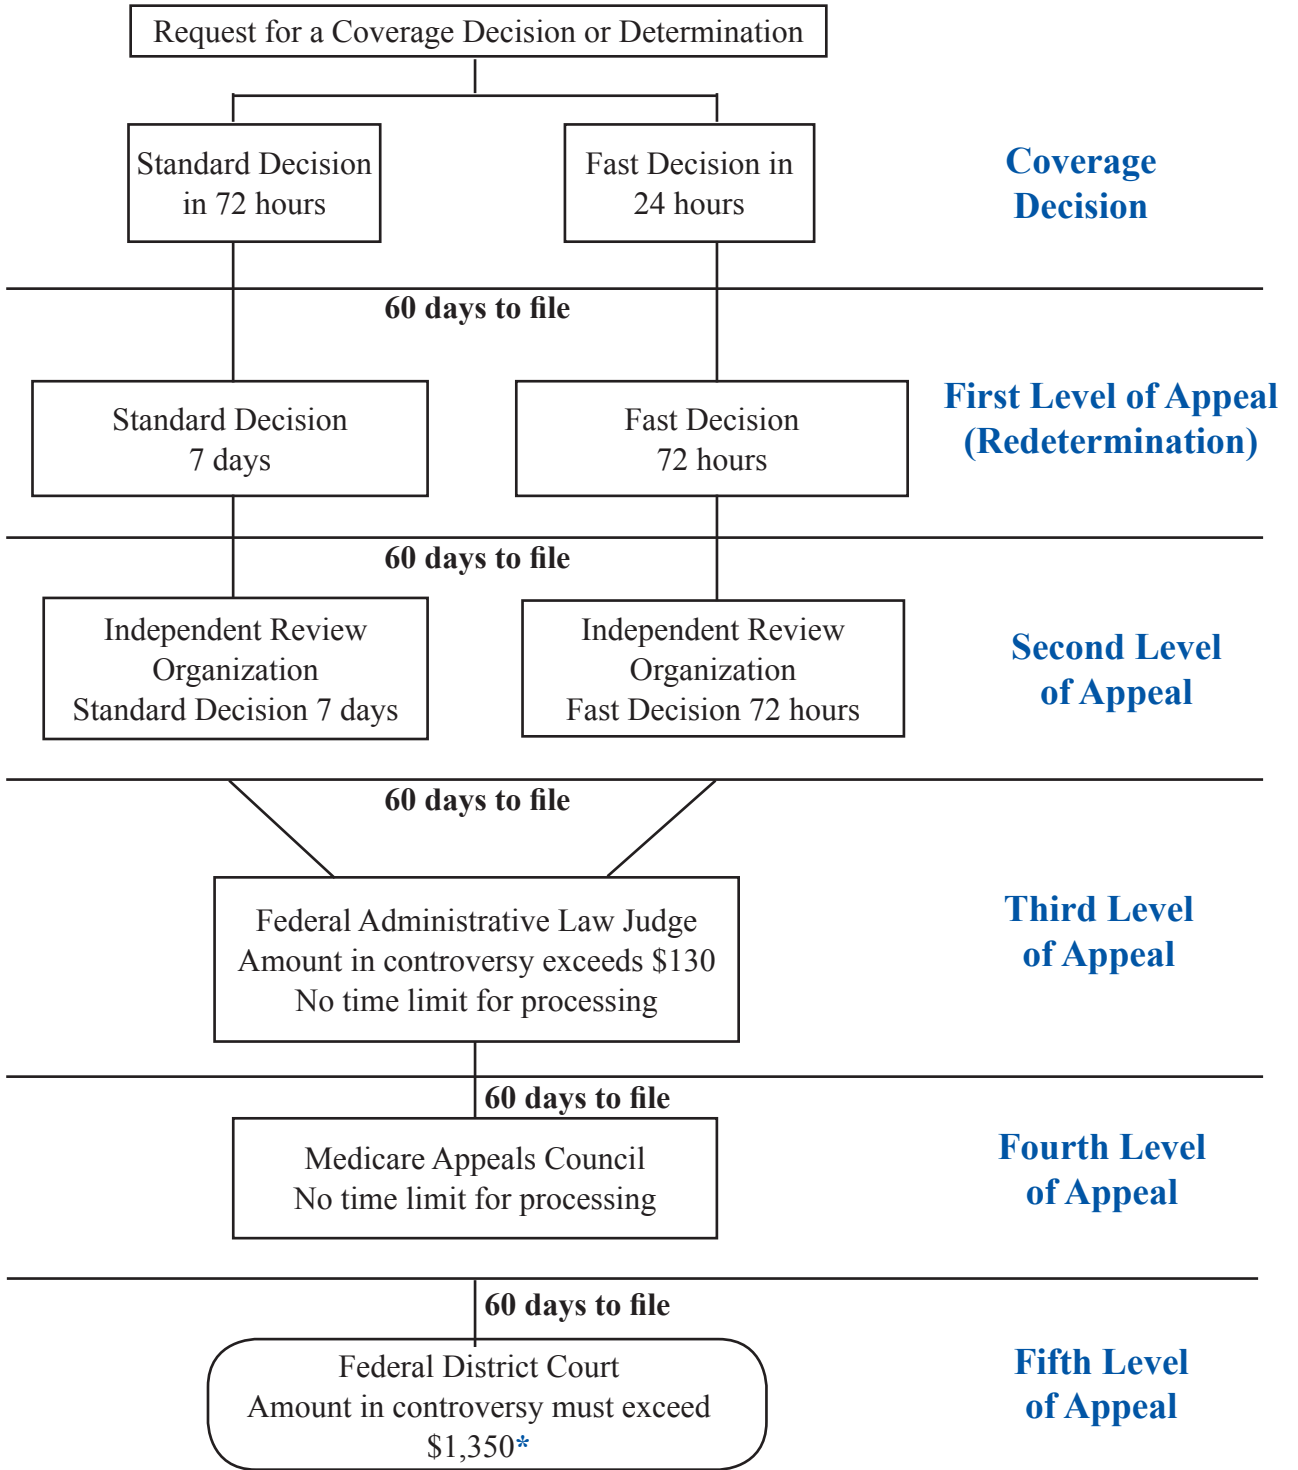 Request for a Coverage Decision or Determination
Standard Decision
in 72 hours
Fast Decision in
24 hours
Coverage
Decision
60 days to file
Standard Decision
7 days
Fast Decision
72 hours
First Level of Appeal
(Redetermination)
60 days to file
Independent Review
Organization
Standard Decision 7 days
Independent Review
Organization
Fast Decision 72 hours
Second Level
of Appeal
60 days to file
Federal Administrative Law Judge
Amount in controversy exceeds $130
No time limit for processing
Third Level
of Appeal
60 days to file
Medicare Appeals Council
No time limit for processing
Fourth Level
of Appeal
60 days to file
Federal District Court
Amount in controversy must exceed
$1,350*
Fifth Level
of Appeal